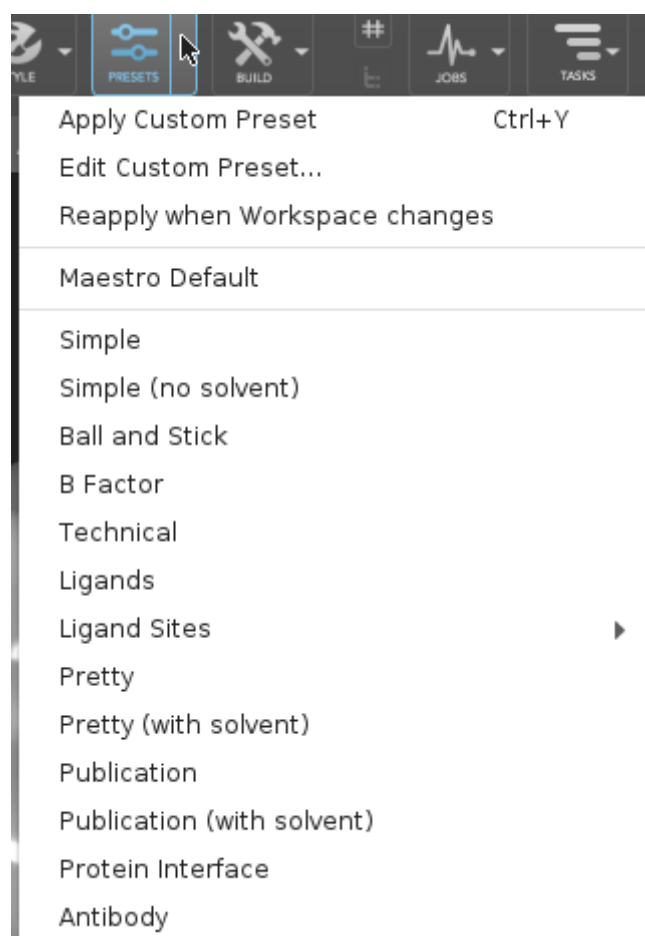 YLE PRESETS BUILD # JOBS TASKS
Apply Custom Preset Ctrl+Y
Edit Custom Preset...
Reapply when Workspace changes
Maestro Default
Simple
Simple (no solvent)
Ball and Stick
B Factor
Technical
Ligands
Ligand Sites
Pretty
Pretty (with solvent)
Publication
Publication (with solvent)
Protein Interface
Antibody